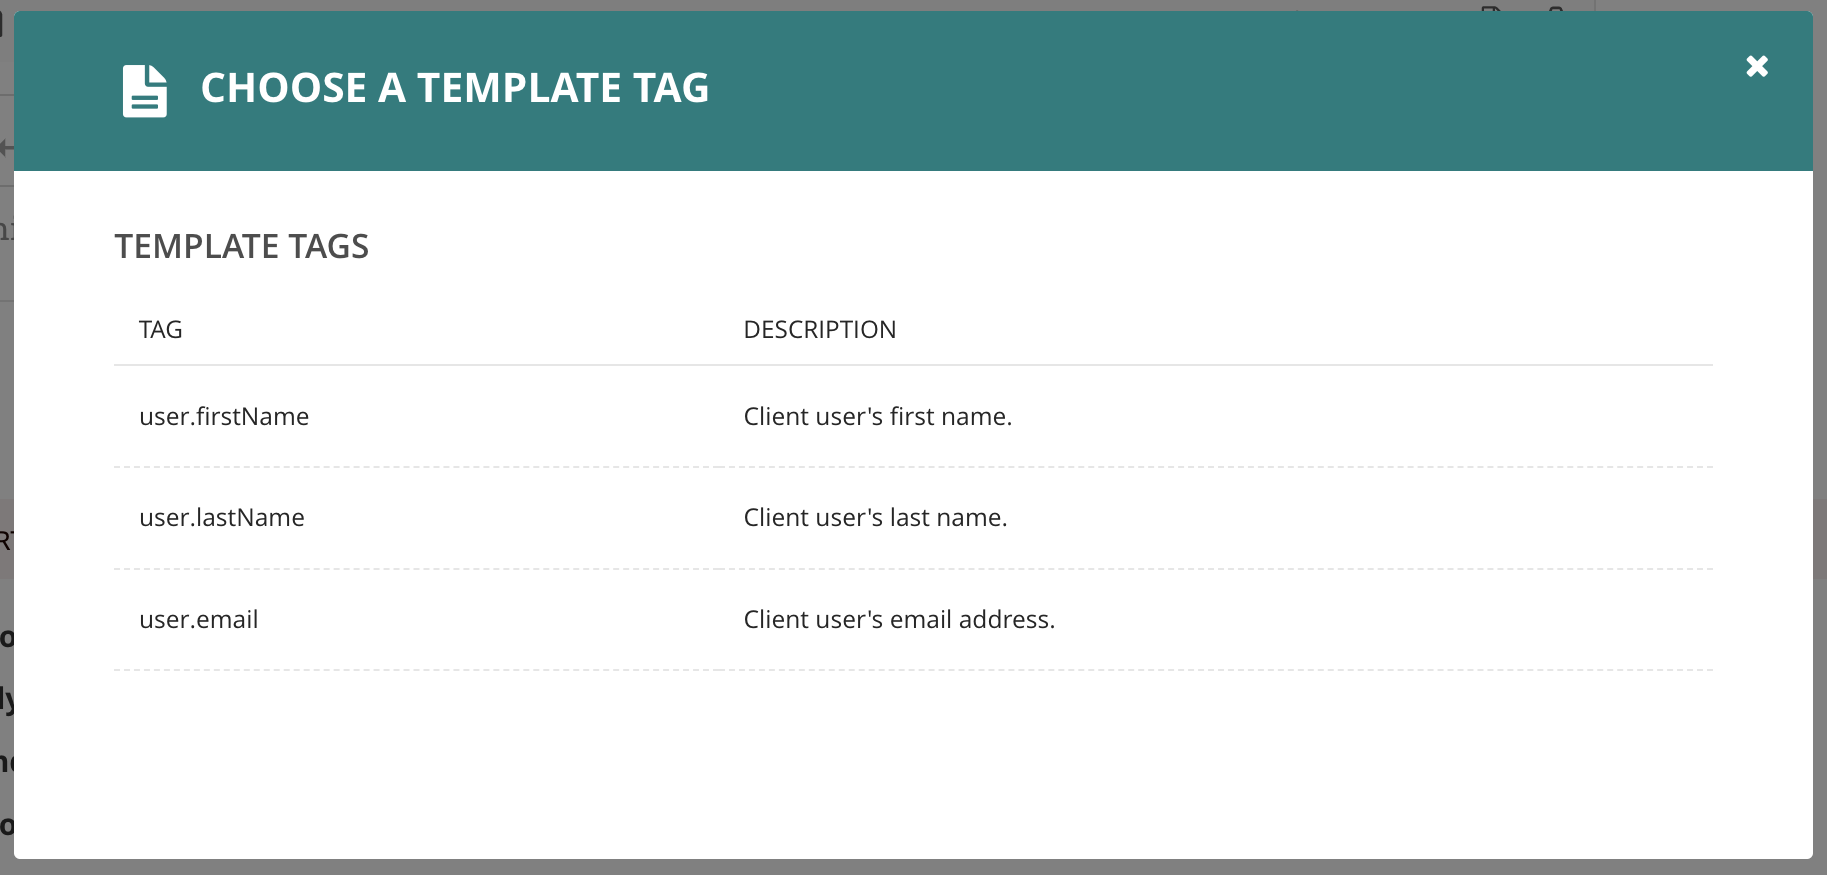 CHOOSE A TEMPLATE TAG
TEMPLATE TAGS
TAG DESCRIPTION
user.firstName Client user's first name.
user.lastName Client user's last name.
user.email Client user's email address.